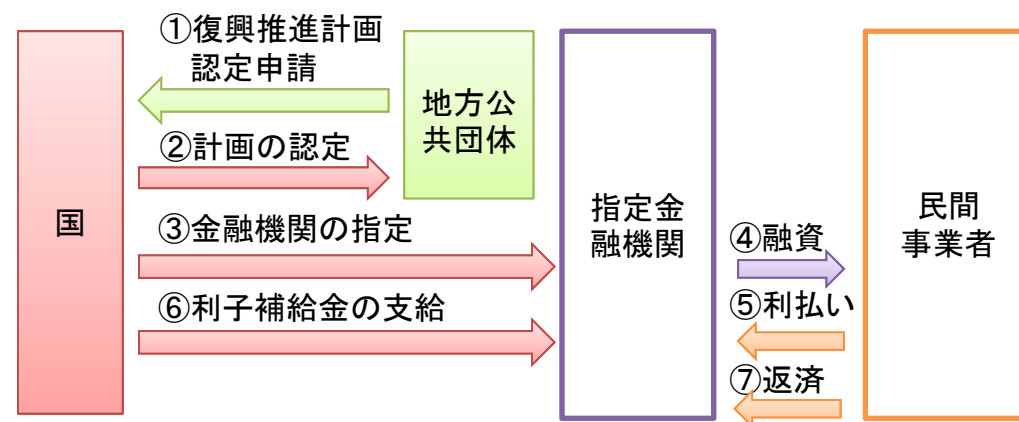 ①復興推進計画
認定申請
地方公
共団体
②計画の認定
国
③金融機関の指定
⑥利子補給金の支給
指定金
融機関
④融資
⑤利払い
⑦返済
民間
事業者